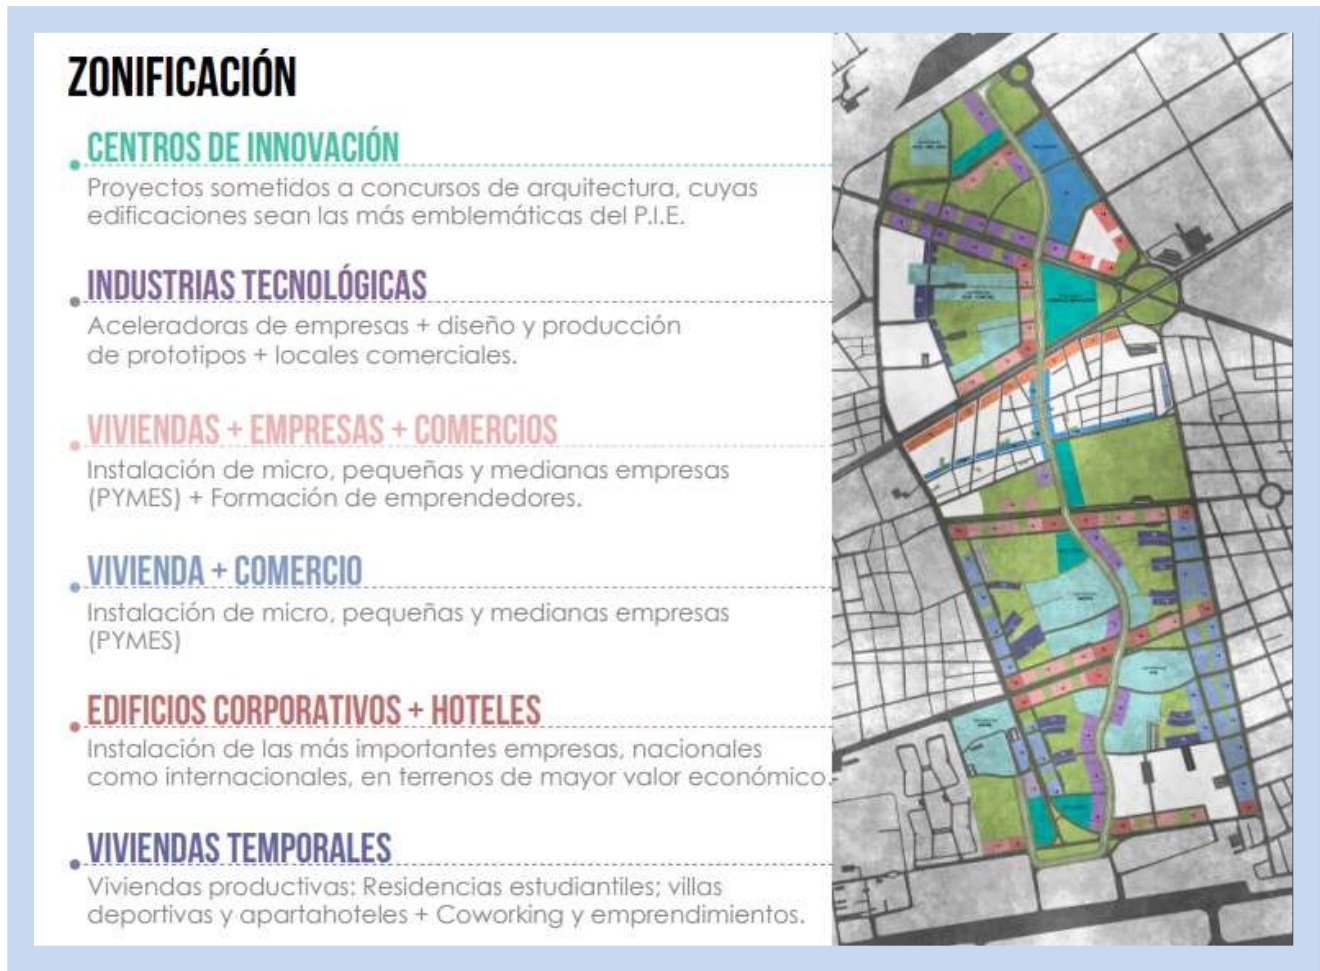 ZONIFICACIÓN
CENTROS DE INNOVACIÓN
Proyectos sometidos a concursos de arquitectura, cuyas
edificaciones sean las más emblemáticas del P.I.E.
INDUSTRIAS TECNOLÓGICAS
Aceleradoras de empresas + diseño y producción
de prototipos + locales comerciales.
VIVIENDAS + EMPRESAS + COMERCIOS
Instalación de micro, pequeñas y medianas empresas
(PYMES) + Formación de emprendedores.
VIVIENDA + COMERCIO
Instalación de micro, pequeñas y medianas empresas
(PYMES)
EDIFICIOS CORPORATIVOS + HOTELES
Instalación de las más importantes empresas, nacionales
como internacionales, en terrenos de mayor valor económico.
VIVIENDAS TEMPORALES
Viviendas productivas: Residencias estudiantiles; villas
deportivas y apartahoteles + Coworking y emprendimientos.